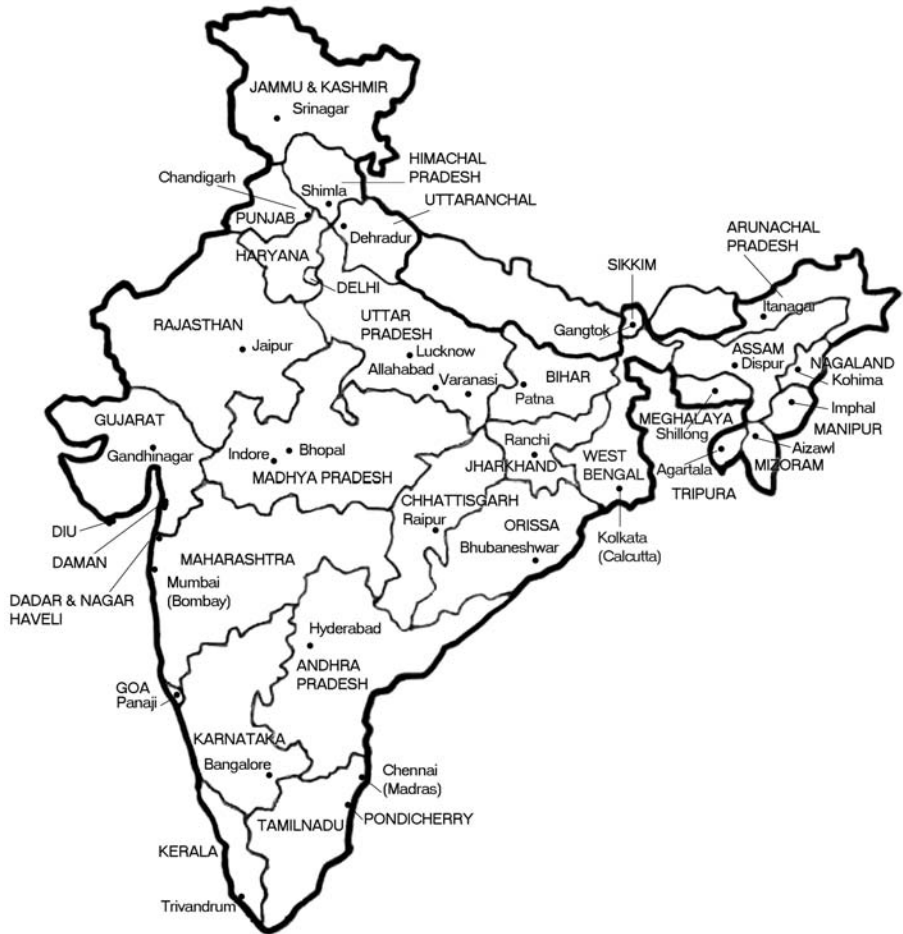 JAMMU & KASHMIR
Srinagar
HIMACHAL
PRADESH
Chandigarh
Shimla
UTTARANCHAL
PUNJAB
Dehradur
ARUNACHAL
PRADESH
HARYANA
SIKKIM
DELHI
Itanagar
RAJASTHAN
UTTAR
PRADESH
Gangtok
Jaipur
Lucknow
ASSAM
Dispur
NAGALAND
Allahabad
Varanasi
BIHAR
Kohima
Patna
GUJARAT
MEGHALAYA
Shillong
Imphal
MANIPUR
Gandhinagar
Indore
Bhopal
Ranchi
WEST
BENGAL
Aizawl
MADHYA PRADESH
JHARKHAND
Agartala
MIZORAM
TRIPURA
CHHATTISGARH
Raipur
ORISSA
DIU
Bhubaneshwar
Kolkata
(Calcutta)
DAMAN
MAHARASHTRA
Mumbai
(Bombay)
DADAR & NAGAR
HAVELI
Hyderabad
ANDHRA
PRADESH
GOA
Panaji
KARNATAKA
Bangalore
Chennai
(Madras)
TAMILNADU
PONDICHERRY
KERALA
Trivandrum